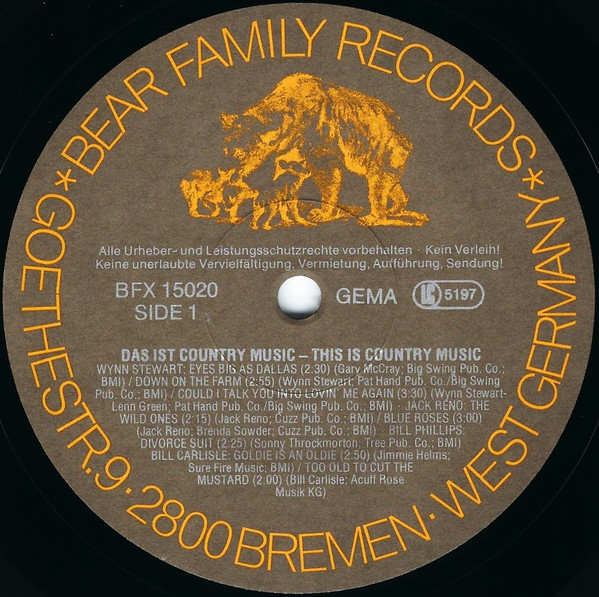 *BEAR FAMILY RECORDS*
GOETHESTR. 9 · 2800 BREMEN · WEST GERMANY
Alle Urheber- und Leistungsschutzrechte vorbehalten · Kein Verleih!
Keine unerlaubte Vervielfältigung, Vermietung, Aufführung, Sendung!
BFX 15020
SIDE 1
GEMA
LC 5197
DAS IST COUNTRY MUSIC – THIS IS COUNTRY MUSIC
WYNN STEWART: EYES BIG AS DALLAS (2:30) (Gary McCray; Big Swing Pub. Co.;
BMI) / DOWN ON THE FARM (2:55) (Wynn Stewart; Pat Hand Pub. Co./Big Swing
Pub. Co.; BMI) / COULD I TALK YOU INTO LOVIN' ME AGAIN (3:30) (Wynn Stewart-
Lenn Green; Pat Hand Pub. Co./Big Swing Pub. Co.; BMI) · JACK RENO: THE
WILD ONES (2:15) (Jack Reno; Cuzz Pub. Co.; BMI) / BLUE ROSES (3:00)
(Jack Reno; Brenda Sowder; Cuzz Pub. Co.; BMI) · BILL PHILLIPS:
DIVORCE SUIT (2:25) (Sonny Throckmorton; Tree Pub. Co.; BMI)
BILL CARLISLE: GOLDIE IS AN OLDIE (2:50) (Jimmie Helms;
Sure Fire Music; BMI) / TOO OLD TO CUT THE
MUSTARD (2:00) (Bill Carlisle; Acuff Rose
Musik KG)